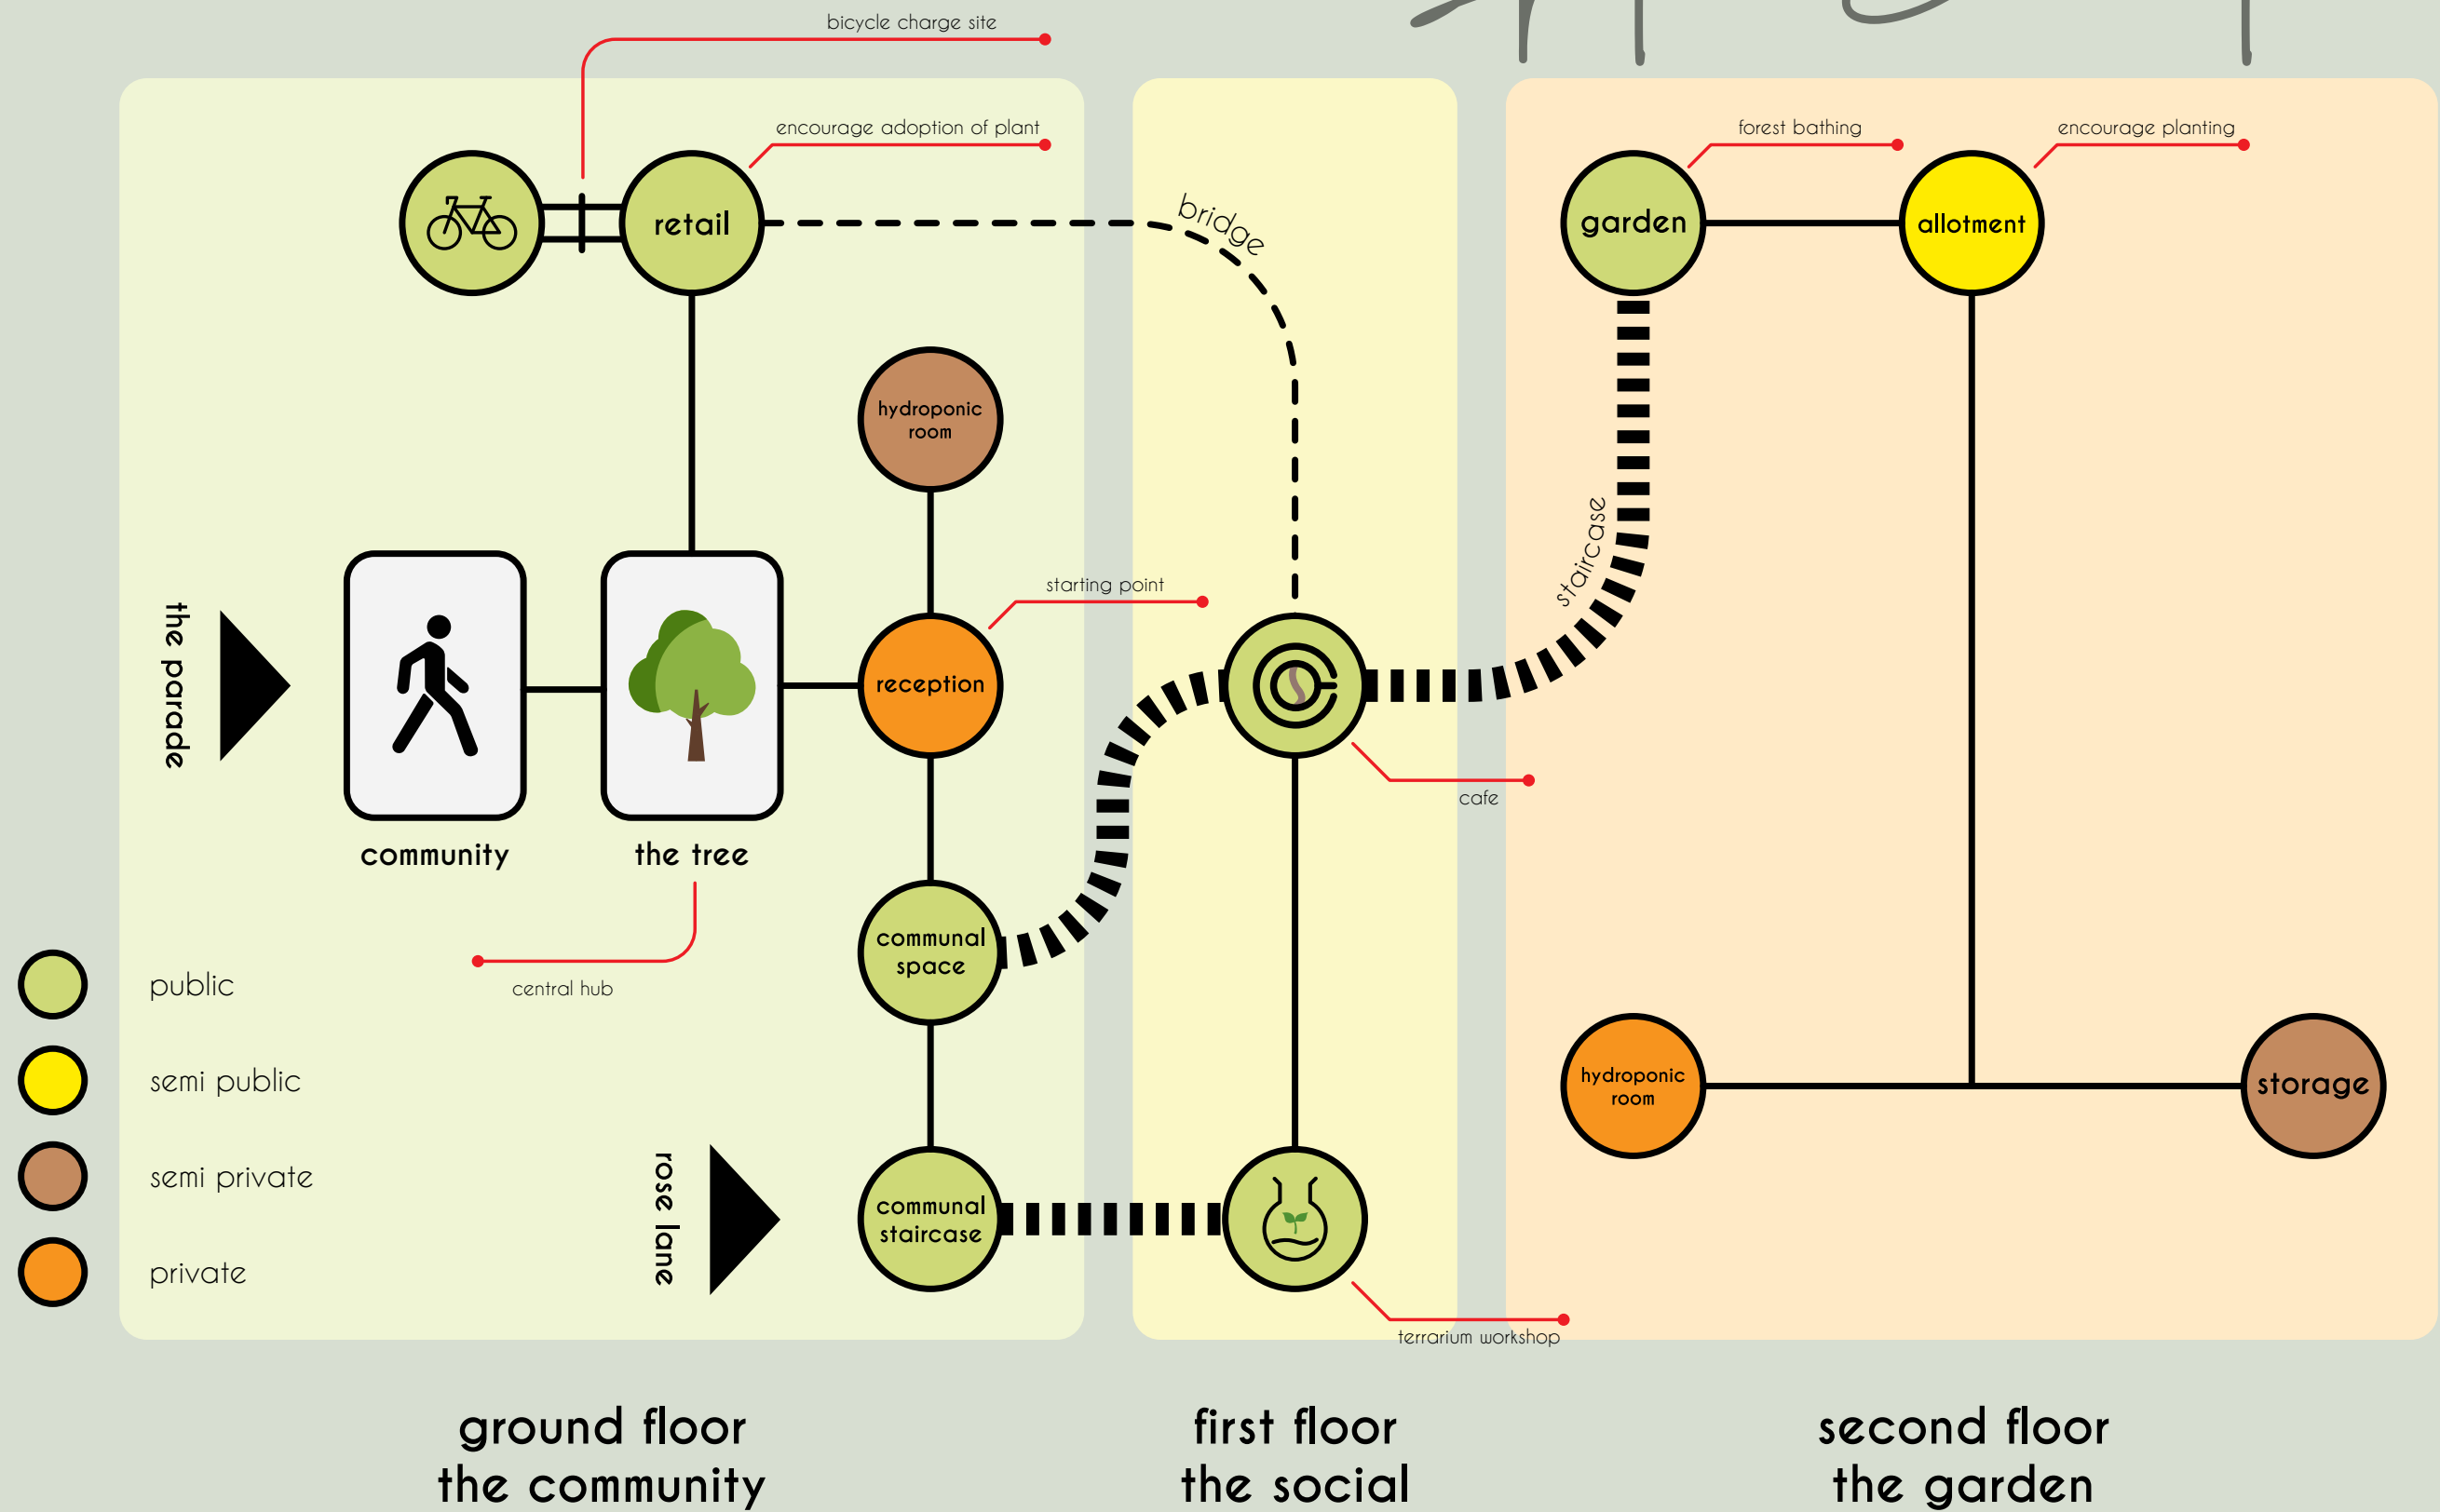 bicycle charge site
encourage adoption of plant
forest bathing
encourage planting
retail
bridge
garden
allotment
hydroponic
room
staircase
starting point
the parade
reception
cafe
community
the tree
communal
space
central hub
public
semi public
semi private
private
hydroponic
room
storage
rose lane
communal
staircase
terrarium workshop
ground floor
the community
first floor
the social
second floor
the garden